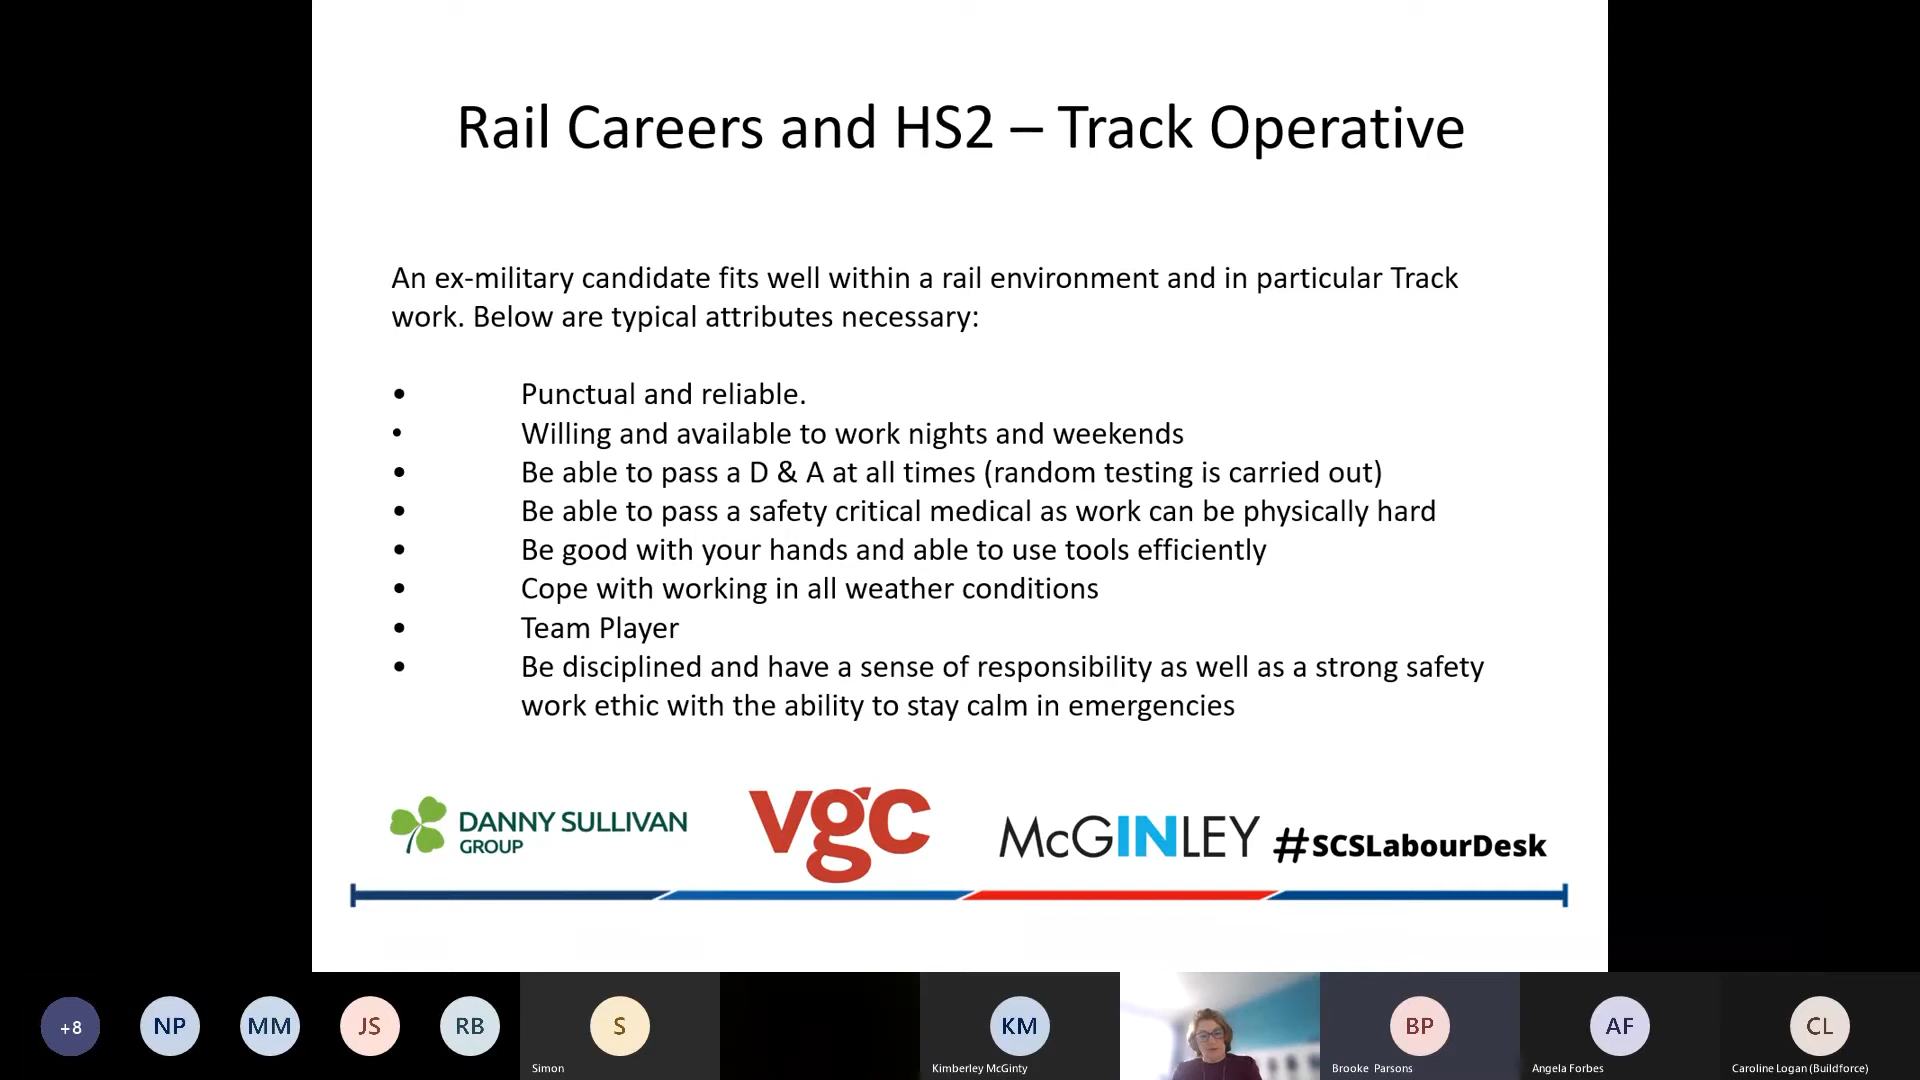 Rail Careers and HS2 – Track Operative
An ex-military candidate fits well within a rail environment and in particular Track
work. Below are typical attributes necessary:
• Punctual and reliable.
• Willing and available to work nights and weekends
• Be able to pass a D & A at all times (random testing is carried out)
• Be able to pass a safety critical medical as work can be physically hard
• Be good with your hands and able to use tools efficiently
• Cope with working in all weather conditions
• Team Player
• Be disciplined and have a sense of responsibility as well as a strong safety
work ethic with the ability to stay calm in emergencies
DANNY SULLIVAN
GROUP
vgc
McGINLEY
#SCSLabourDesk
+8
NP
MM
JS
RB
S
KM
BP
AF
CL
Simon
Kimberley McGinty
Brooke Parsons
Angela Forbes
Caroline Logan (Buildforce)